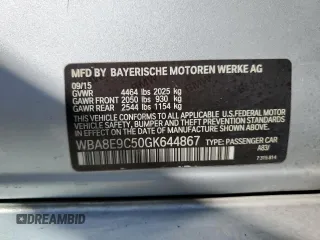 MFD BY BAYERISCHE MOTOREN WERKE AG
09/15
GVWR 4464 lbs 2025 kg
GAWR FRONT 2050 lbs 930 kg
GAWR REAR 2544 lbs 1154 kg
THIS VEHICLE CONFORMS TO ALL APPLICABLE U.S. FEDERAL MOTOR
VEHICLE SAFETY, BUMPER, AND THEFT PREVENTION STANDARDS IN
EFFECT ON THE DATE OF MANUFACTURE SHOWN ABOVE.
WBA8E9C50GK644867 TYPE: PASSENGER CAR
AutoBidMaster